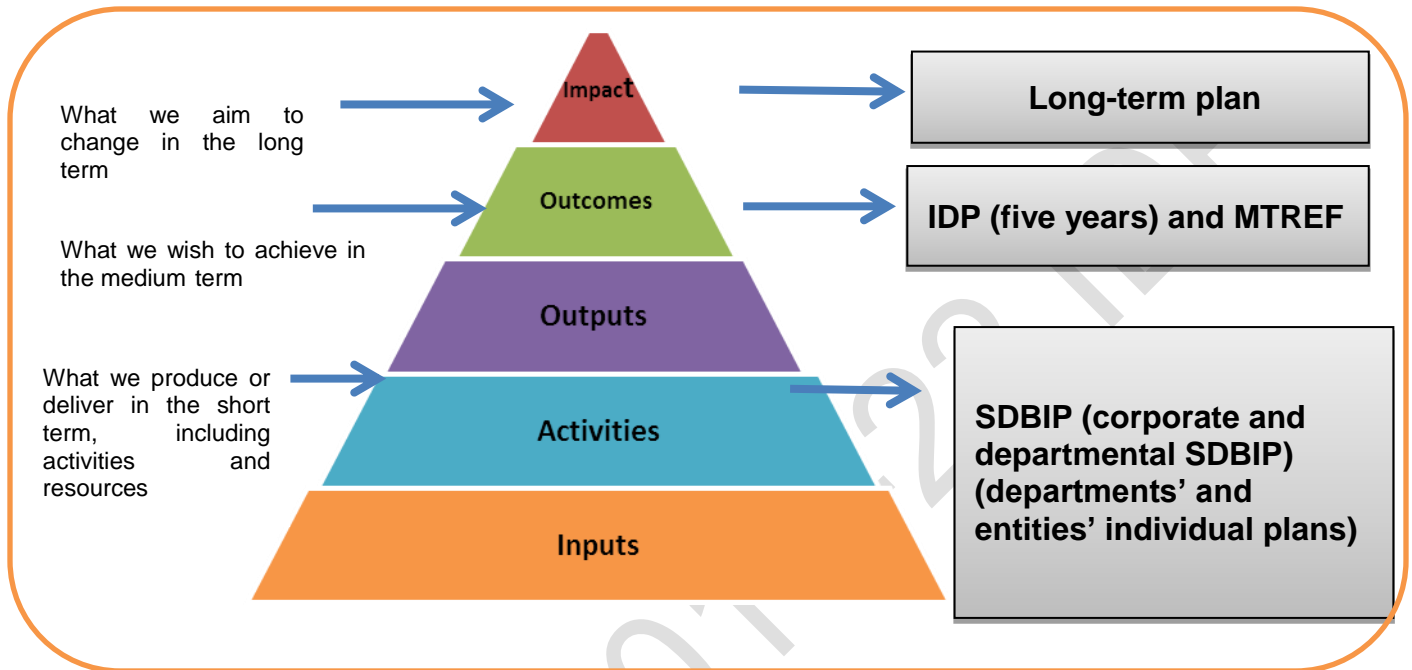 What we aim to
change in the long
term
Impact
Long-term plan
What we wish to achieve in
the medium term
Outcomes
IDP (five years) and MTREF
Outputs
What we produce or
deliver in the short
term, including
activities and
resources
Activities
Inputs
SDBIP (corporate and
departmental SDBIP)
(departments’ and
entities’ individual plans)